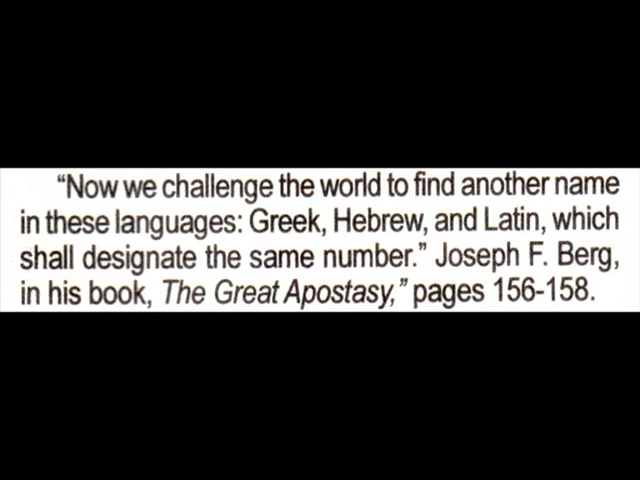 “Now we challenge the world to find another name
in these languages: Greek, Hebrew, and Latin, which
shall designate the same number.” Joseph F. Berg,
in his book, The Great Apostasy,” pages 156-158.